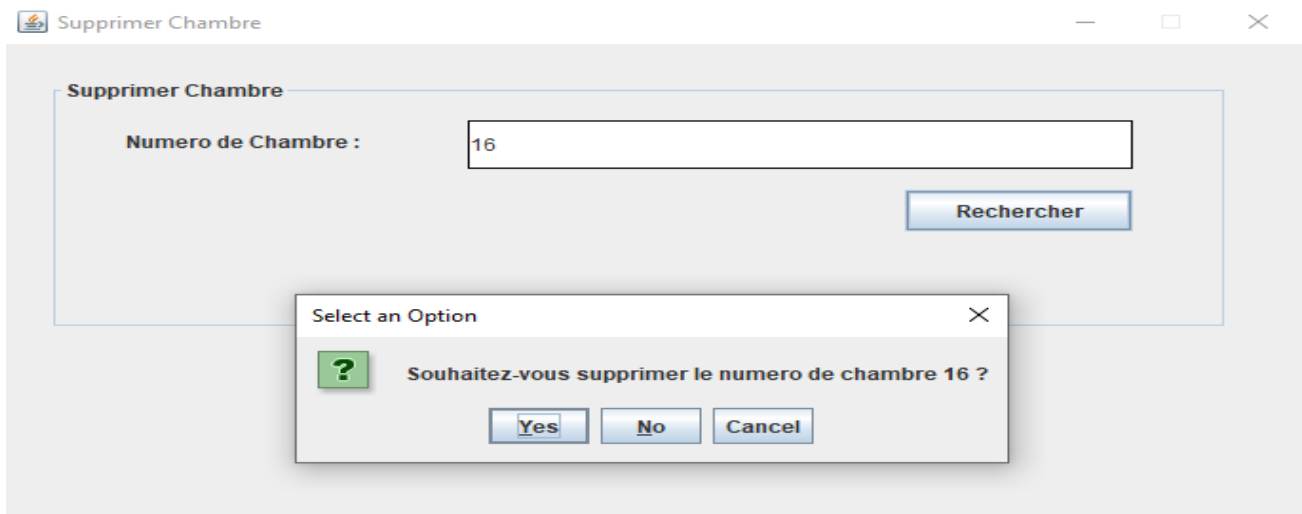 Supprimer Chambre
Supprimer Chambre
Numero de Chambre :
16
Rechercher
Select an Option
?
Souhaitez-vous supprimer le numero de chambre 16 ?
Yes No Cancel